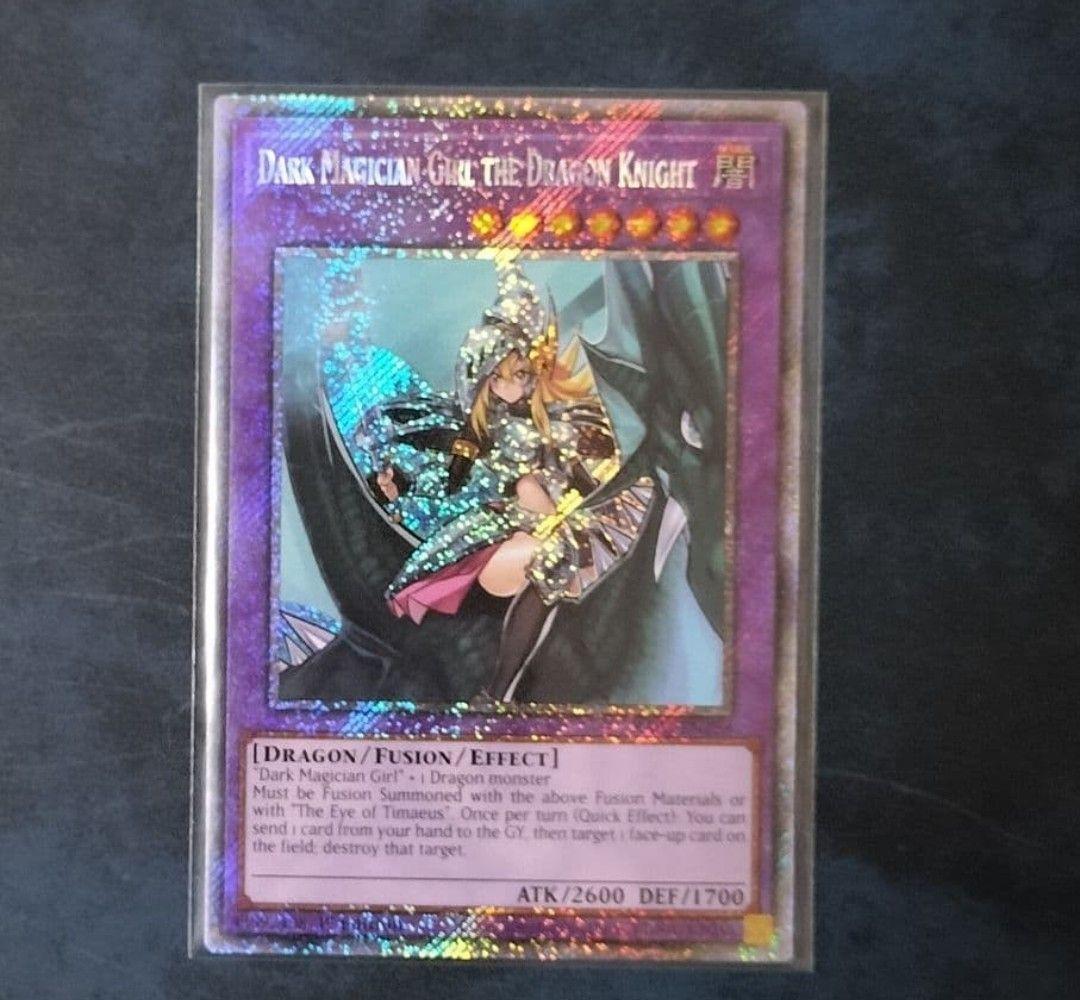 DARK MAGICIAN GIRL THE DRAGON KNIGHT
闇
[DRAGON/FUSION/EFFECT]
"Dark Magician Girl" + 1 Dragon monster
Must be Fusion Summoned with the above Fusion Materials or
with "The Eye of Timaeus". Once per turn (Quick Effect): You can
send 1 card from your hand to the GY, then target 1 face-up card on
the field; destroy that target.
ATK/2600 DEF/1700